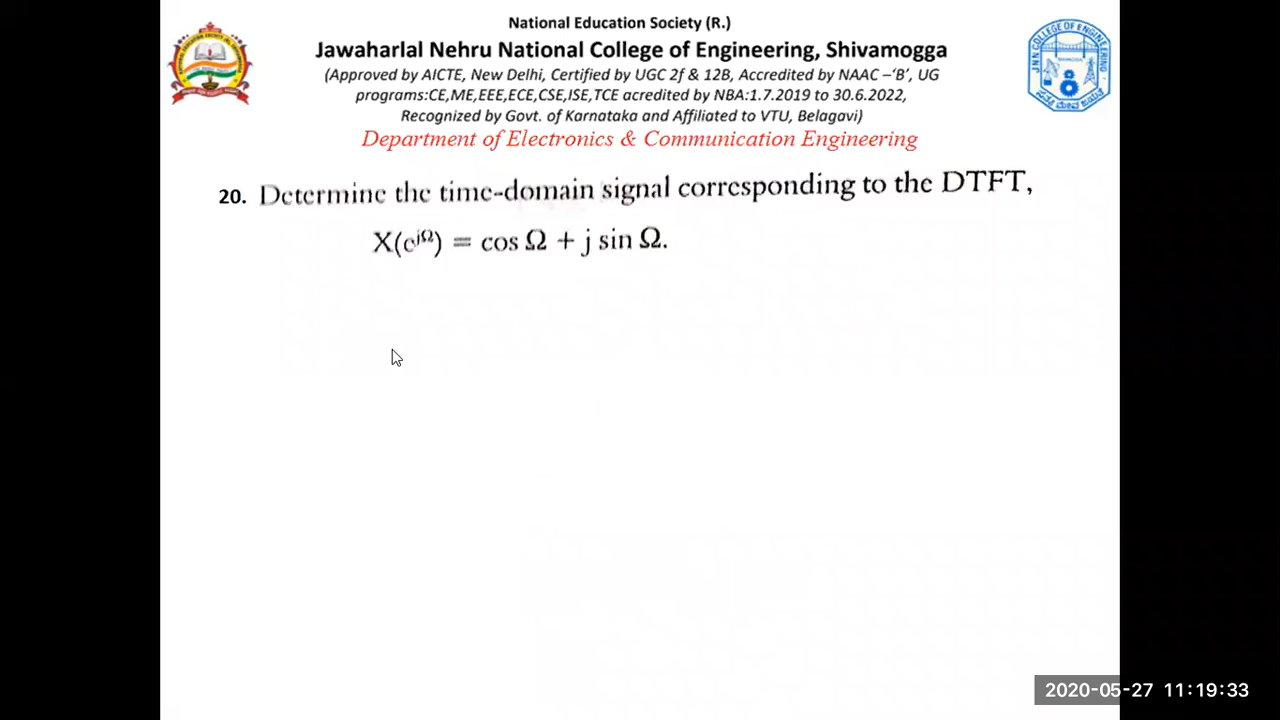 National Education Society (R.)
Jawaharlal Nehru National College of Engineering, Shivamogga
(Approved by AICTE, New Delhi, Certified by UGC 2f & 12B, Accredited by NAAC –‘B’, UG
programs:CE,ME,EEE,ECE,CSE,ISE,TCE acredited by NBA:1.7.2019 to 30.6.2022,
Recognized by Govt. of Karnataka and Affiliated to VTU, Belagavi)
Department of Electronics & Communication Engineering
20. Determine the time-domain signal corresponding to the DTFT,
X(e^jΩ) = cos Ω + j sin Ω.
2020-05-27 11:19:33